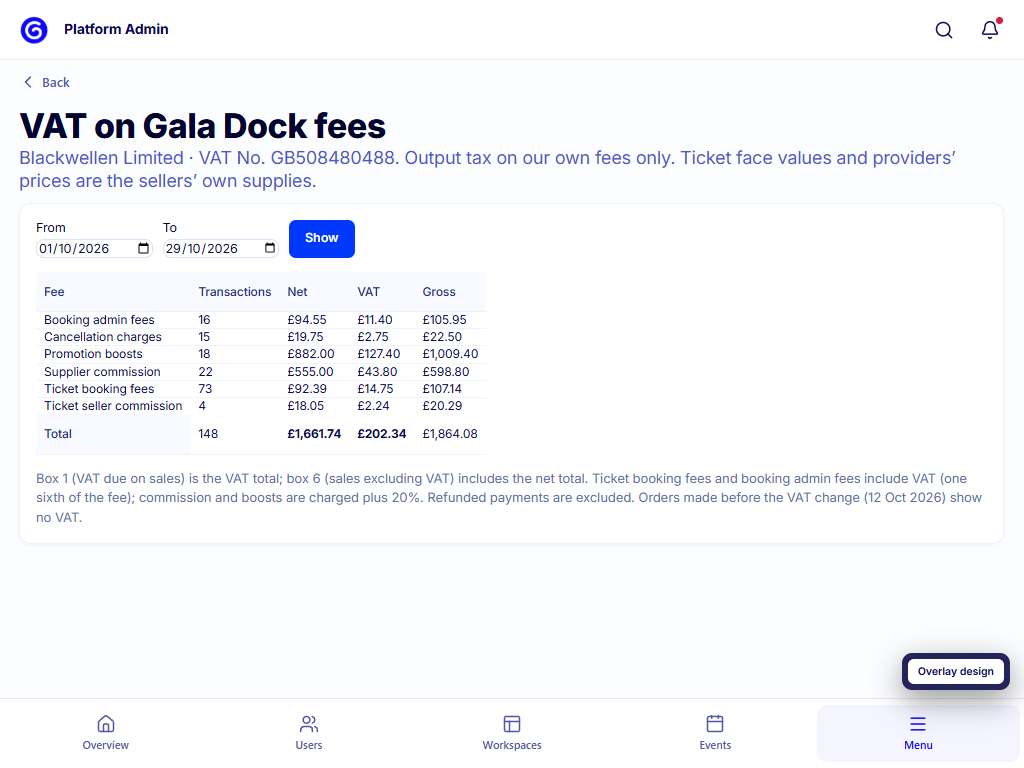 Platform Admin
Back
VAT on Gala Dock fees
Blackwellen Limited · VAT No. GB508480488. Output tax on our own fees only. Ticket face values and providers’
prices are the sellers’ own supplies.
From To
01/10/2026 29/10/2026 Show
Fee Transactions Net VAT Gross
Booking admin fees 16 £94.55 £11.40 £105.95
Cancellation charges 15 £19.75 £2.75 £22.50
Promotion boosts 18 £882.00 £127.40 £1,009.40
Supplier commission 22 £555.00 £43.80 £598.80
Ticket booking fees 73 £92.39 £14.75 £107.14
Ticket seller commission 4 £18.05 £2.24 £20.29
Total 148 £1,661.74 £202.34 £1,864.08
Box 1 (VAT due on sales) is the VAT total; box 6 (sales excluding VAT) includes the net total. Ticket booking fees and booking admin fees include VAT (one
sixth of the fee); commission and boosts are charged plus 20%. Refunded payments are excluded. Orders made before the VAT change (12 Oct 2026) show
no VAT.
Overlay design
Overview Users Workspaces Events Menu